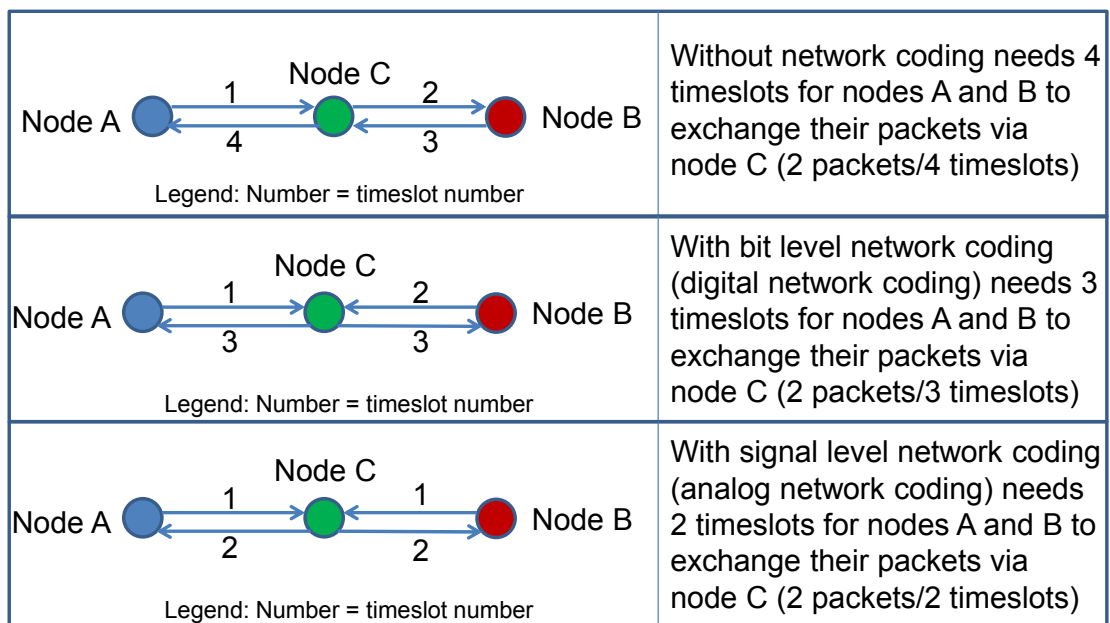 Node C
1 2
Node A Node B
4 3
Legend: Number = timeslot number
Without network coding needs 4
timeslots for nodes A and B to
exchange their packets via
node C (2 packets/4 timeslots)
Node C
1 2
Node A Node B
3 3
Legend: Number = timeslot number
With bit level network coding
(digital network coding) needs 3
timeslots for nodes A and B to
exchange their packets via
node C (2 packets/3 timeslots)
Node C
1 1
Node A Node B
2 2
Legend: Number = timeslot number
With signal level network coding
(analog network coding) needs
2 timeslots for nodes A and B to
exchange their packets via
node C (2 packets/2 timeslots)